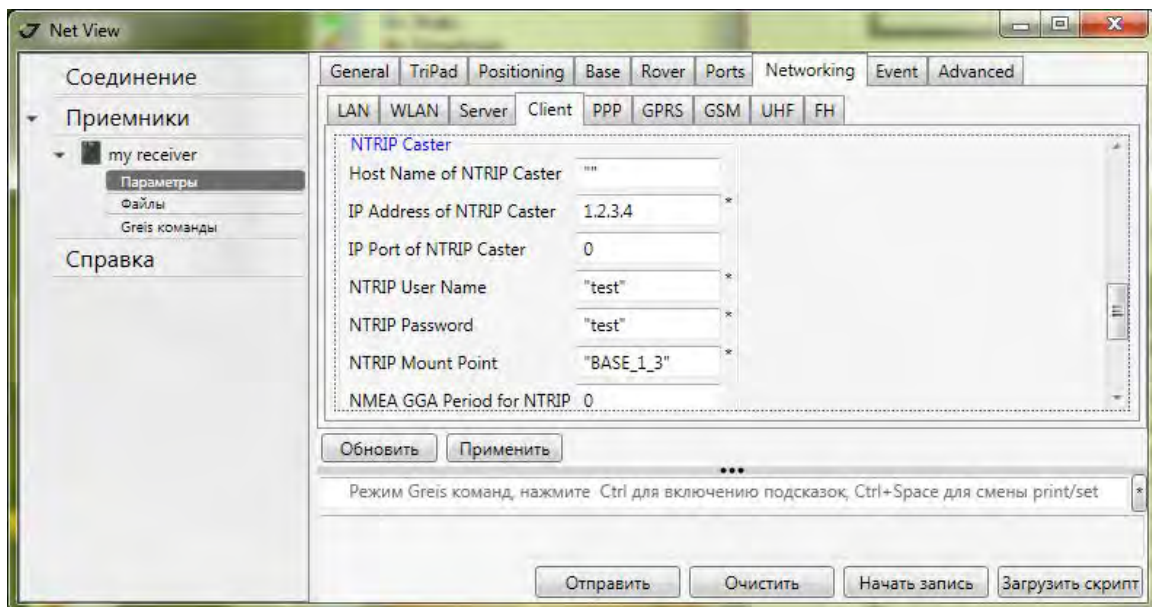 Net View
Соединение
Приемники
my receiver
Параметры
Файлы
Greis команды
Справка
General TriPad Positioning Base Rover Ports Networking Event Advanced
LAN WLAN Server Client PPP GPRS GSM UHF FH
NTRIP Caster
Host Name of NTRIP Caster ""
IP Address of NTRIP Caster 1.2.3.4 *
IP Port of NTRIP Caster 0
NTRIP User Name "test" *
NTRIP Password "test" *
NTRIP Mount Point "BASE_1_3" *
NMEA GGA Period for NTRIP 0
Обновить Применить
Режим Greis команд, нажмите Ctrl для включению подсказок, Ctrl+Space для смены print/set *
Отправить Очистить Начать запись Загрузить скрипт